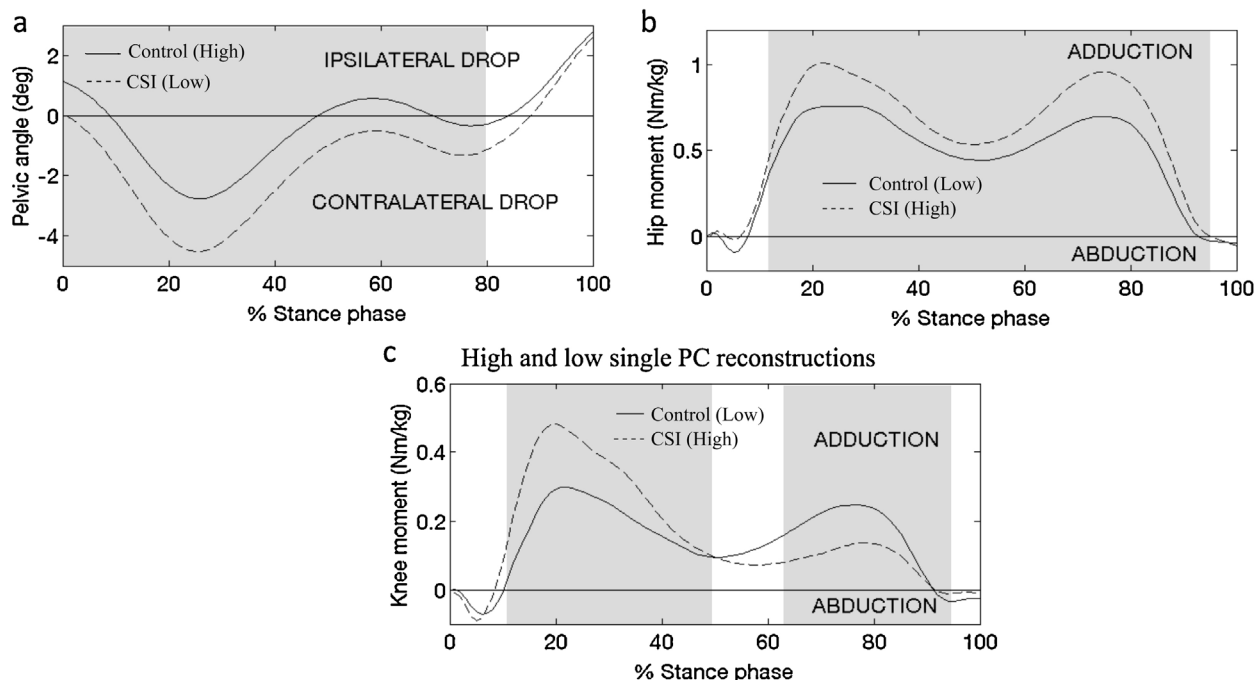 a
Pelvic angle (deg)
2
0
-2
-4
Control (High)
CSI (Low)
IPSILATERAL DROP
CONTRALATERAL DROP
0 20 40 60 80 100
% Stance phase
b
Hip moment (Nm/kg)
1
0.5
0
ADDUCTION
Control (Low)
CSI (High)
ABDUCTION
0 20 40 60 80 100
% Stance phase
c High and low single PC reconstructions
Knee moment (Nm/kg)
0.6
0.4
0.2
0
Control (Low)
CSI (High)
ADDUCTION
ABDUCTION
0 20 40 60 80 100
% Stance phase